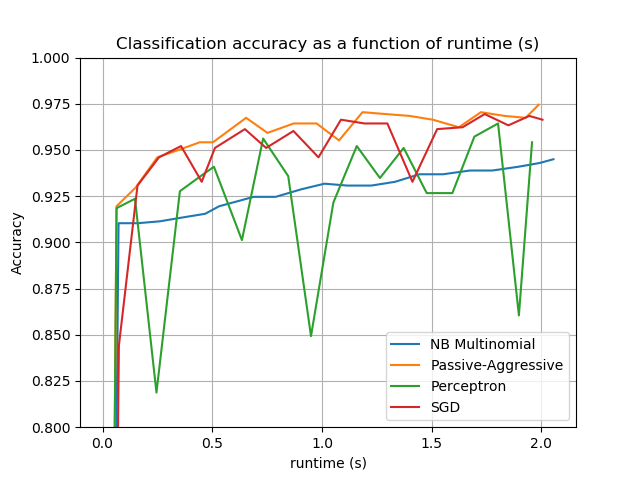 Classification accuracy as a function of runtime (s)
1.000
0.975
0.950
0.925
0.900
0.875
0.850
0.825
0.800
Accuracy
NB Multinomial
Passive-Aggressive
Perceptron
SGD
0.0 0.5 1.0 1.5 2.0
runtime (s)